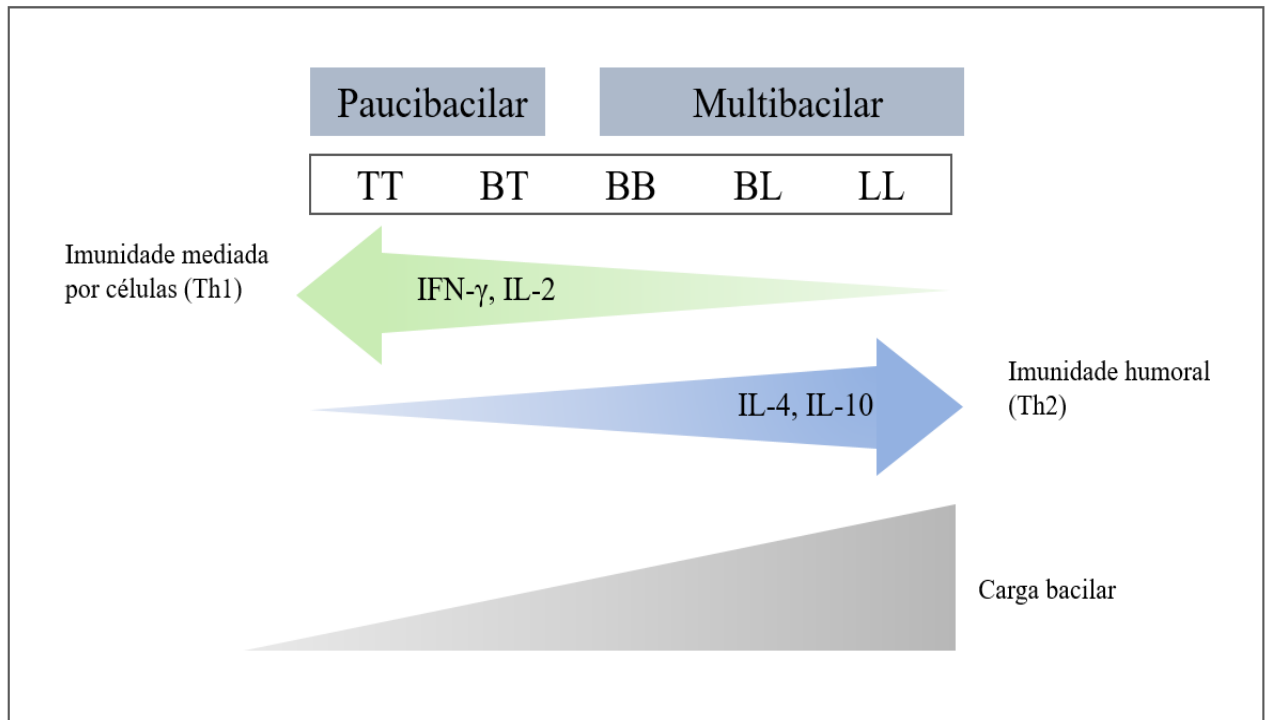 Paucibacilar
Multibacilar
TT BT BB BL LL
Imunidade mediada
por células (Th1)
IFN-γ, IL-2
Imunidade humoral
(Th2)
IL-4, IL-10
Carga bacilar